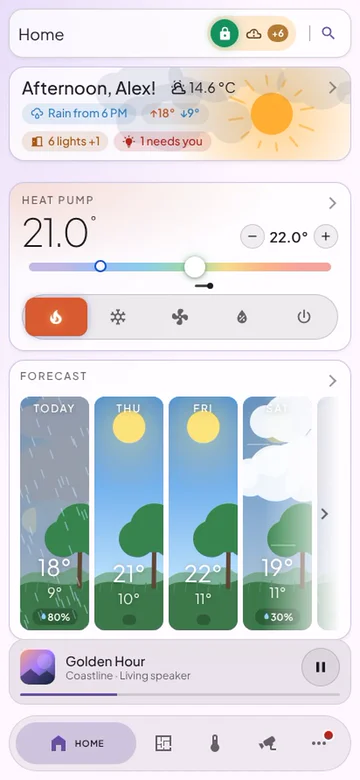 Home
+6
Afternoon, Alex! 14.6 °C
Rain from 6 PM ↑18° ↓9°
6 lights +1 1 needs you
HEAT PUMP
21.0°
− 22.0° +
FORECAST
TODAY THU FRI SAT
18° 21° 22° 19°
9° 10° 11° 11°
80% 30%
Golden Hour
Coastline · Living speaker
HOME